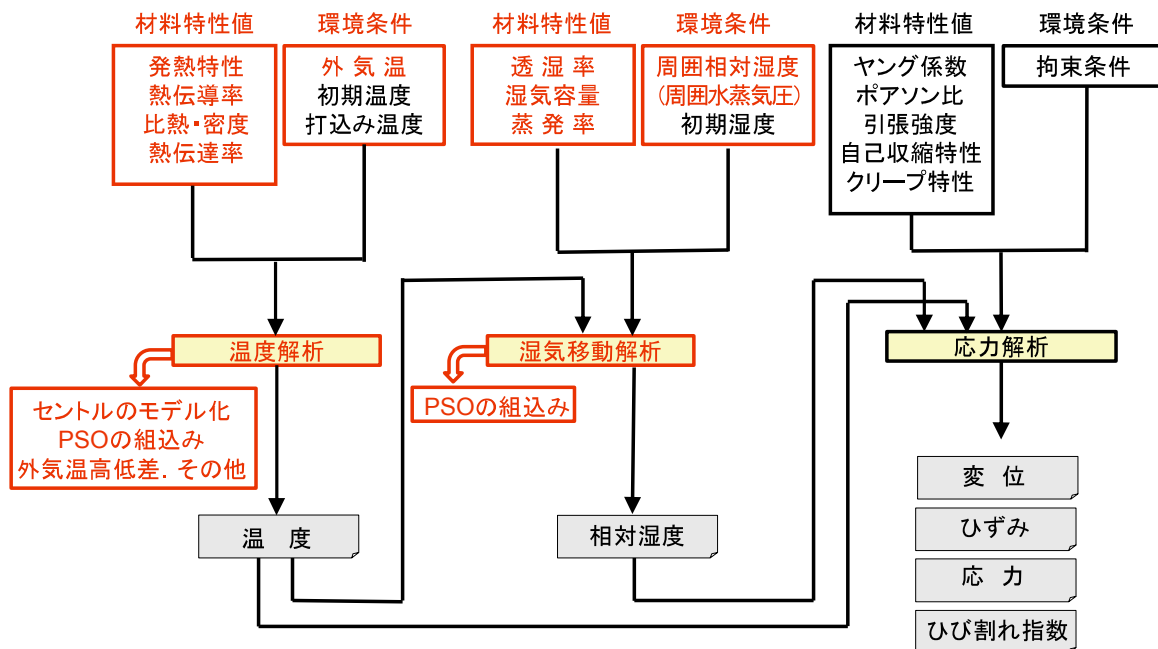 材料特性値
環境条件
材料特性値
環境条件
材料特性値
環境条件
発熱特性
熱伝導率
比熱・密度
熱伝達率
外 気 温
初期温度
打込み温度
透 湿 率
湿気容量
蒸 発 率
周囲相対湿度
(周囲水蒸気圧)
初期湿度
ヤング係数
ポアソン比
引張強度
自己収縮特性
クリープ特性
拘束条件
温度解析
湿気移動解析
応力解析
セントルのモデル化
PSOの組込み
外気温高低差．その他
PSOの組込み
温 度
相対湿度
変 位
ひずみ
応 力
ひび割れ指数